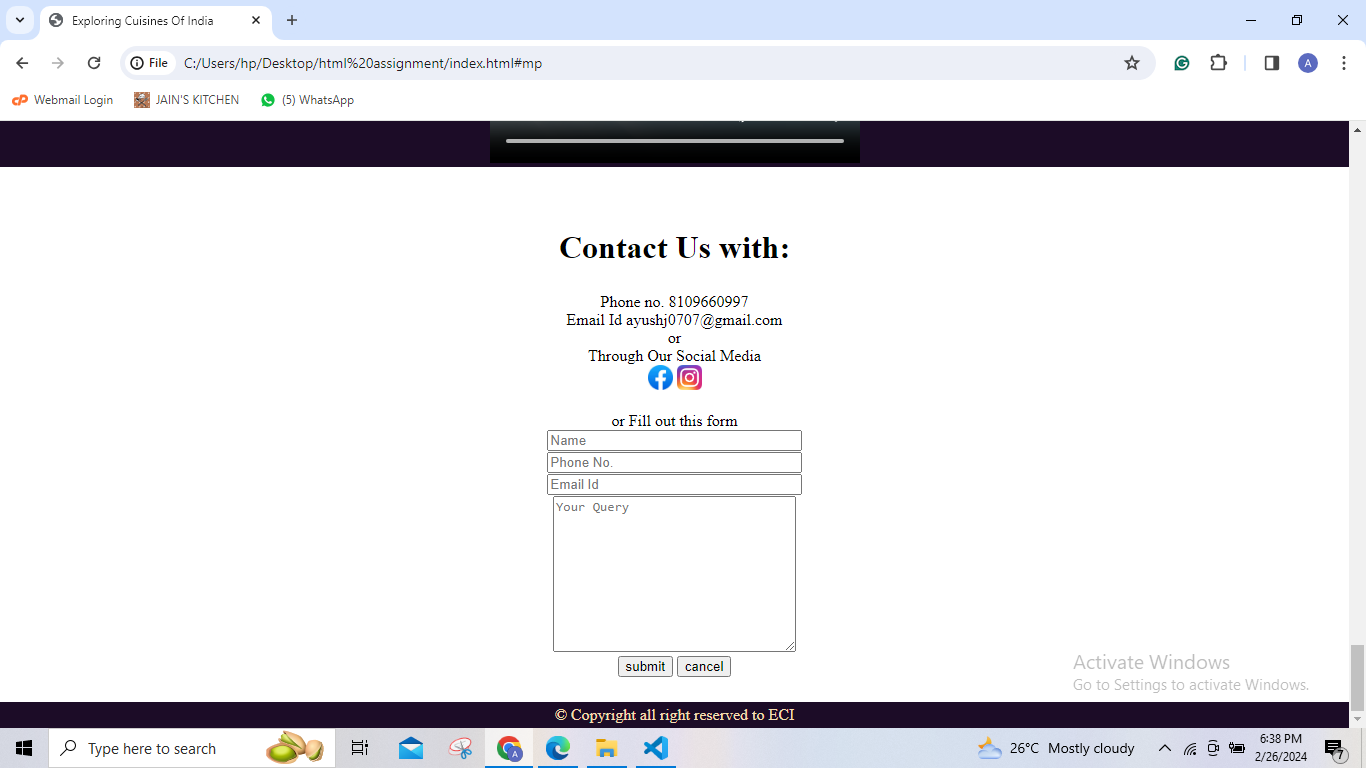 Exploring Cuisines Of India
File C:/Users/hp/Desktop/html%20assignment/index.html#mp
A
Webmail Login JAIN'S KITCHEN (5) WhatsApp
Contact Us with:
Phone no. 8109660997
Email Id ayushj0707@gmail.com
or
Through Our Social Media
or Fill out this form
Name
Phone No.
Email Id
Your Query
submit cancel
Activate Windows
Go to Settings to activate Windows.
© Copyright all right reserved to ECI
Type here to search
26°C Mostly cloudy
6:38 PM
2/26/2024
7